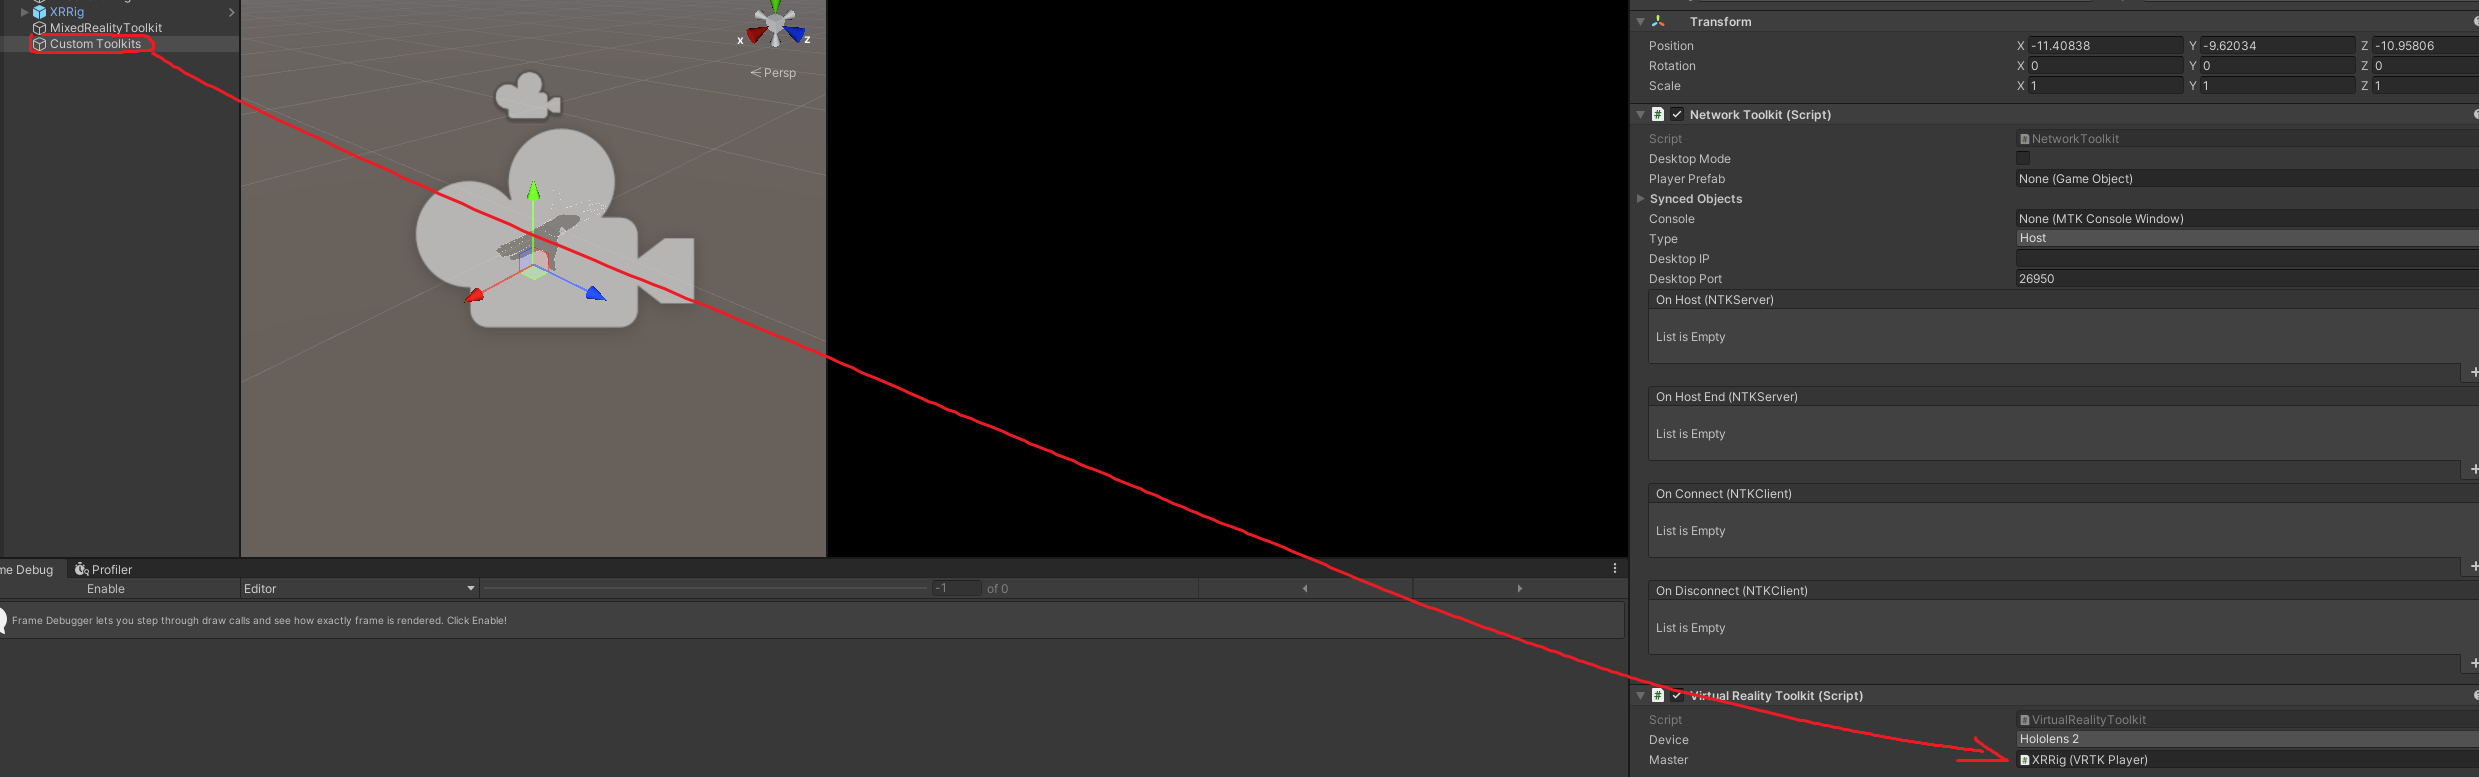 XRRig
MixedRealityToolkit
Custom Toolkits
x
z
Persp
Transform
Position X -11.40838 Y -9.62034 Z -10.95806
Rotation X 0 Y 0 Z 0
Scale X 1 Y 1 Z 1
Network Toolkit (Script)
Script NetworkToolkit
Desktop Mode
Player Prefab None (Game Object)
Synced Objects
Console None (MTK Console Window)
Type Host
Desktop IP
Desktop Port 26950
On Host (NTKServer)
List is Empty
On Host End (NTKServer)
List is Empty
On Connect (NTKClient)
List is Empty
On Disconnect (NTKClient)
List is Empty
Virtual Reality Toolkit (Script)
Script VirtualRealityToolkit
Device Hololens 2
Master XRRig (VRTK Player)
me Debug Profiler
Enable Editor -1 of 0
Frame Debugger lets you step through draw calls and see how exactly frame is rendered. Click Enable!